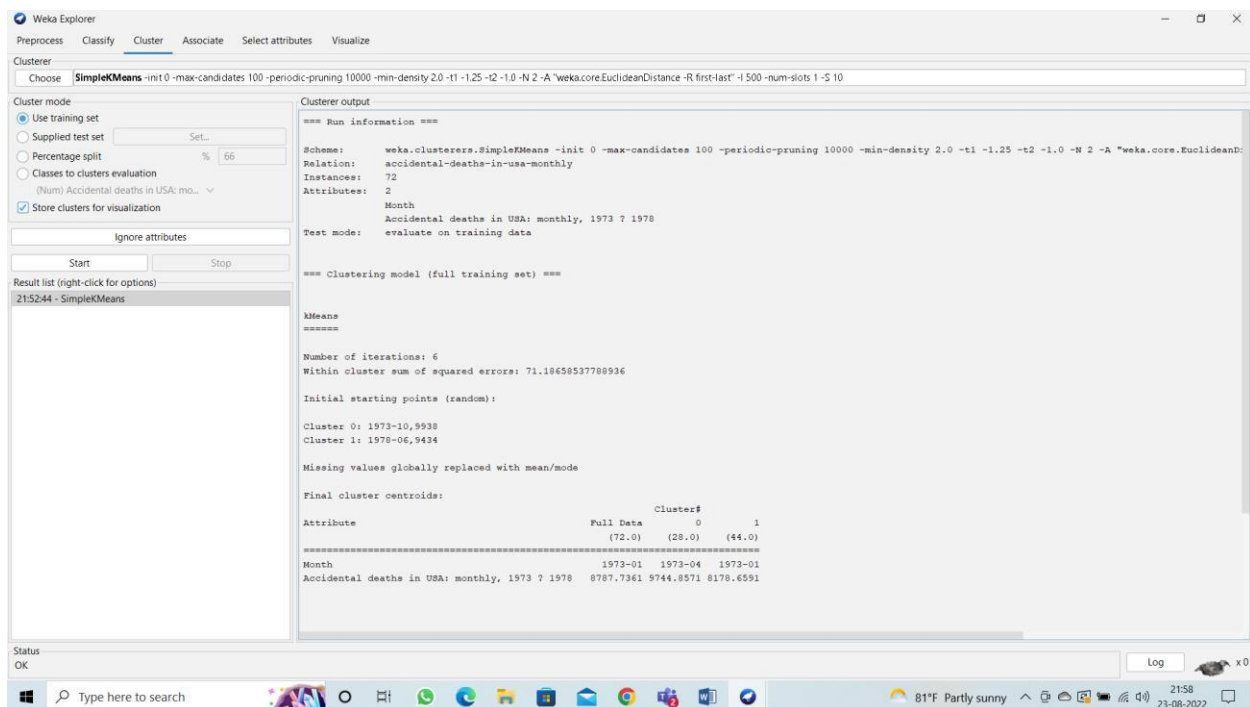 Weka Explorer
Preprocess Classify Cluster Associate Select attributes Visualize
Clusterer
Choose SimpleKMeans -init 0 -max-candidates 100 -periodic-pruning 10000 -min-density 2.0 -t1 -1.25 -t2 -1.0 -N 2 -A "weka.core.EuclideanDistance -R first-last" -I 500 -num-slots 1 -S 10
Cluster mode
Use training set
Supplied test set Set...
Percentage split % 66
Classes to clusters evaluation
(Num) Accidental deaths in USA: mo...
Store clusters for visualization
Ignore attributes
Start Stop
Result list (right-click for options)
21:52:44 - SimpleKMeans
Clusterer output
=== Run information ===
Scheme: weka.clusterers.SimpleKMeans -init 0 -max-candidates 100 -periodic-pruning 10000 -min-density 2.0 -t1 -1.25 -t2 -1.0 -N 2 -A "weka.core.EuclideanD
Relation: accidental-deaths-in-usa-monthly
Instances: 72
Attributes: 2
Month
Accidental deaths in USA: monthly, 1973 ? 1978
Test mode: evaluate on training data
=== Clustering model (full training set) ===
kMeans
======
Number of iterations: 6
Within cluster sum of squared errors: 71.18658537788936
Initial starting points (random):
Cluster 0: 1973-10,9938
Cluster 1: 1978-06,9434
Missing values globally replaced with mean/mode
Final cluster centroids:
Cluster#
Attribute Full Data 0 1
(72.0) (28.0) (44.0)
==================================================================================
Month 1973-01 1973-04 1973-01
Accidental deaths in USA: monthly, 1973 ? 1978 8787.7361 9744.8571 8178.6591
Status
OK
Log x 0
Type here to search
81°F Partly sunny
21:58
23-08-2022